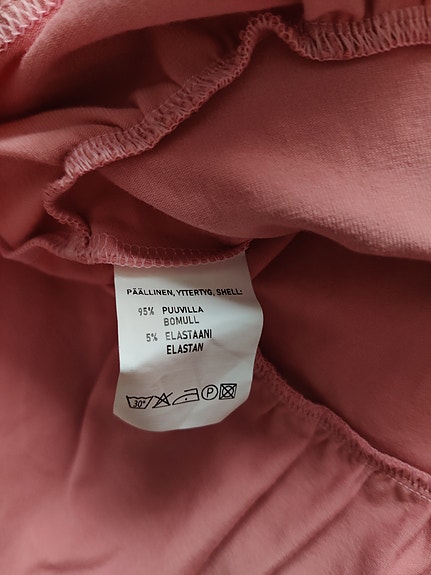 PÄÄLLINEN, YTTERTYG, SHELL:
95% PUUVILLA
BOMULL
5% ELASTAANI
ELASTAN
30° P